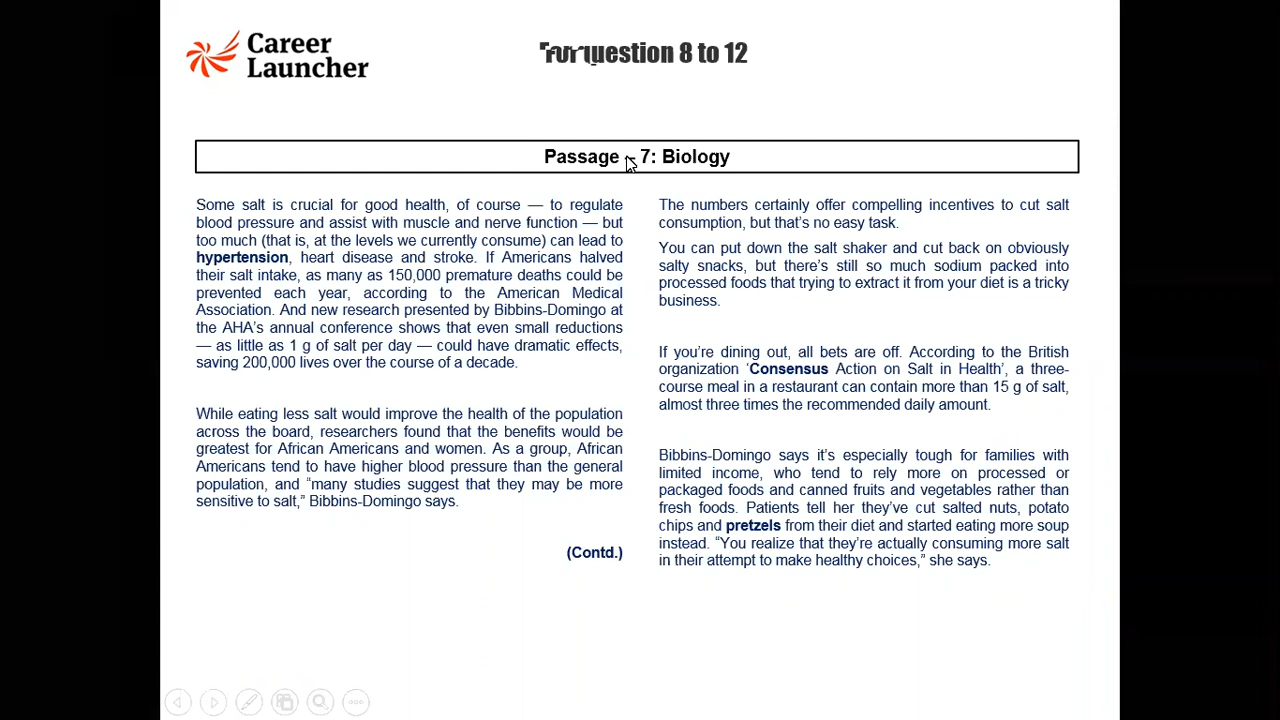 Career
Launcher
For question 8 to 12
Passage – 7: Biology
Some salt is crucial for good health, of course — to regulate
blood pressure and assist with muscle and nerve function — but
too much (that is, at the levels we currently consume) can lead to
hypertension, heart disease and stroke. If Americans halved
their salt intake, as many as 150,000 premature deaths could be
prevented each year, according to the American Medical
Association. And new research presented by Bibbins-Domingo at
the AHA's annual conference shows that even small reductions
— as little as 1 g of salt per day — could have dramatic effects,
saving 200,000 lives over the course of a decade.
While eating less salt would improve the health of the population
across the board, researchers found that the benefits would be
greatest for African Americans and women. As a group, African
Americans tend to have higher blood pressure than the general
population, and “many studies suggest that they may be more
sensitive to salt,” Bibbins-Domingo says.
(Contd.)
The numbers certainly offer compelling incentives to cut salt
consumption, but that's no easy task.
You can put down the salt shaker and cut back on obviously
salty snacks, but there's still so much sodium packed into
processed foods that trying to extract it from your diet is a tricky
business.
If you're dining out, all bets are off. According to the British
organization ‘Consensus Action on Salt in Health’, a three-
course meal in a restaurant can contain more than 15 g of salt,
almost three times the recommended daily amount.
Bibbins-Domingo says it's especially tough for families with
limited income, who tend to rely more on processed or
packaged foods and canned fruits and vegetables rather than
fresh foods. Patients tell her they've cut salted nuts, potato
chips and pretzels from their diet and started eating more soup
instead. “You realize that they're actually consuming more salt
in their attempt to make healthy choices,” she says.